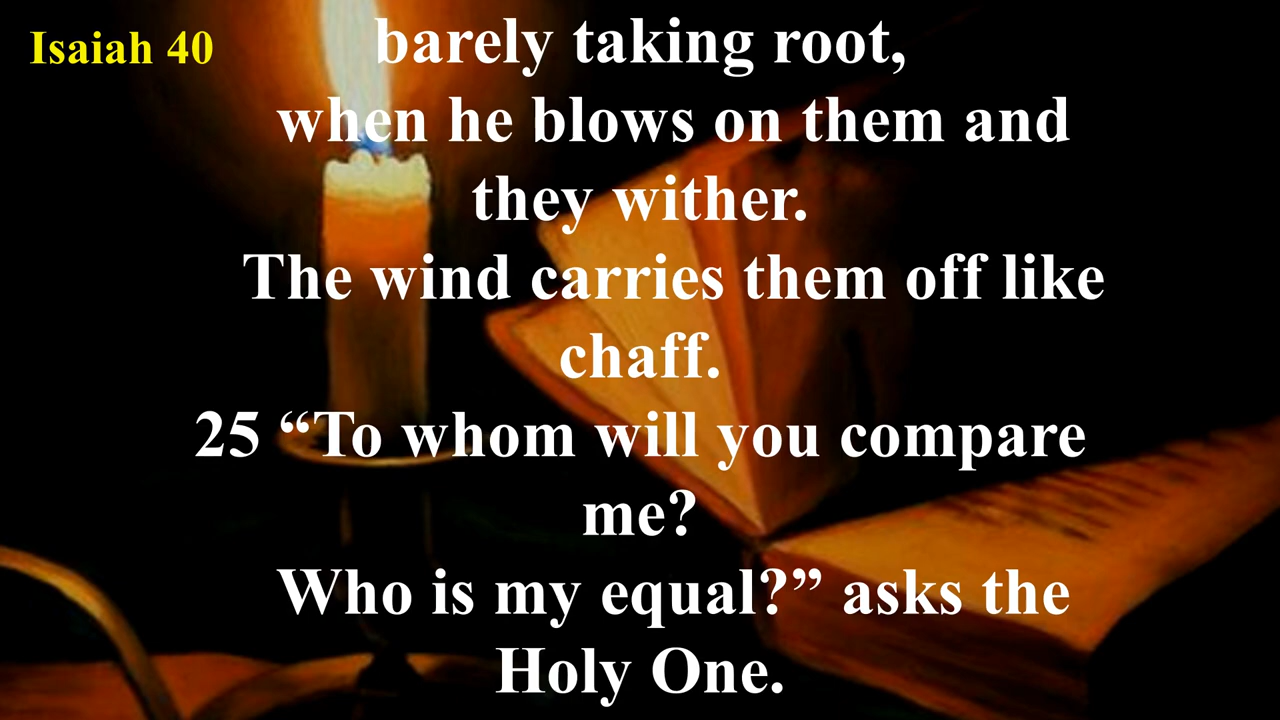 Isaiah 40
barely taking root,
when he blows on them and
they wither.
The wind carries them off like
chaff.
25 “To whom will you compare
me?
Who is my equal?” asks the
Holy One.